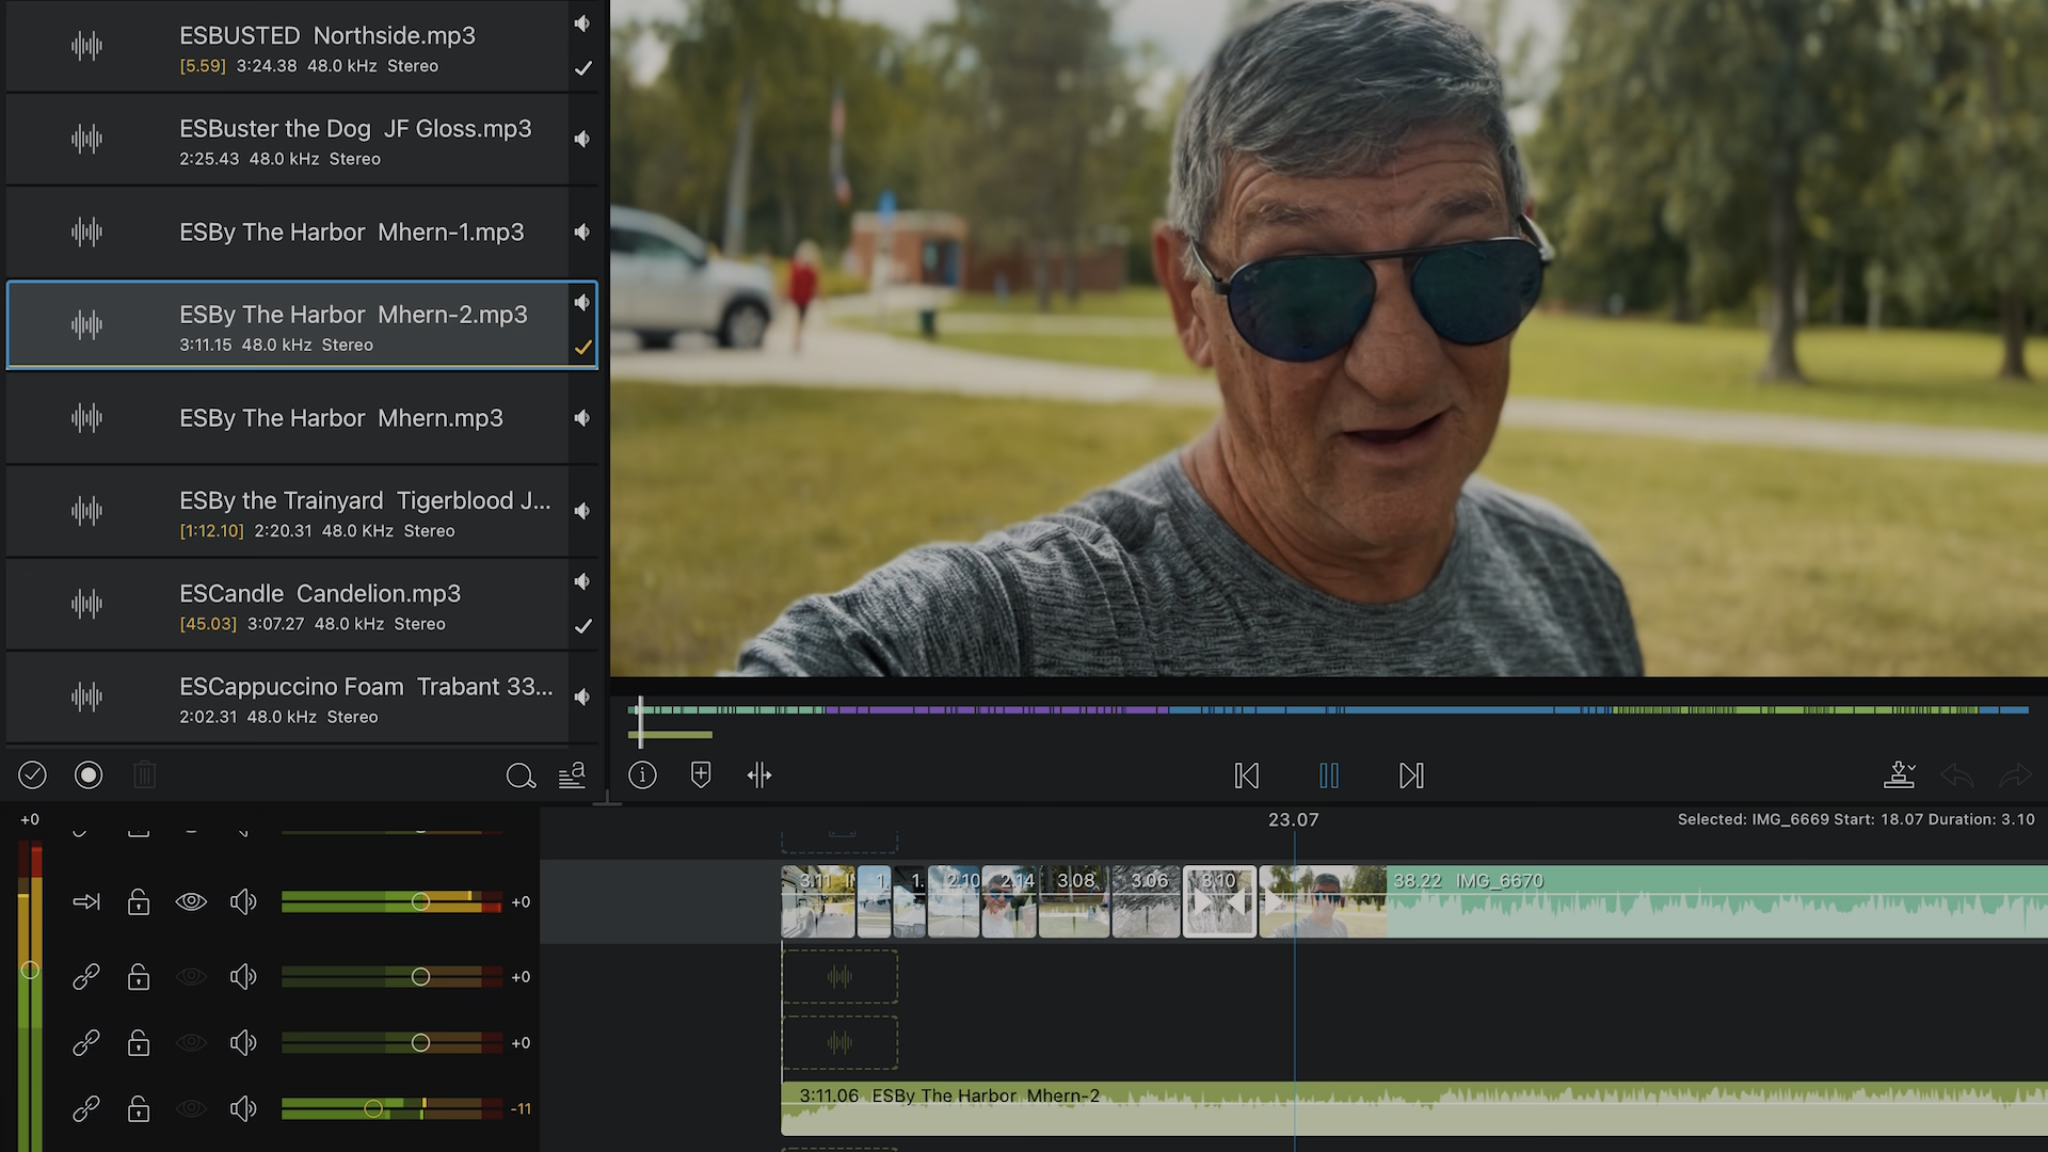 ESBUSTED  Northside.mp3
[5.59]  3:24.38  48.0 kHz  Stereo
ESBuster the Dog  JF Gloss.mp3
2:25.43  48.0 kHz  Stereo
ESBy The Harbor  Mhern-1.mp3
ESBy The Harbor  Mhern-2.mp3
3:11.15  48.0 kHz  Stereo
ESBy The Harbor  Mhern.mp3
ESBy the Trainyard  Tigerblood J...
[1:12.10]  2:20.31  48.0 KHz  Stereo
ESCandle  Candelion.mp3
[45.03]  3:07.27  48.0 kHz  Stereo
ESCappuccino Foam  Trabant 33...
2:02.31  48.0 kHz  Stereo
a
+0
23.07
Selected: IMG_6669 Start: 18.07 Duration: 3.10
3.11
1.
1.
2.10
2.14
3.08
3.06
3.10
38.22  IMG_6670
+0
+0
+0
3:11.06  ESBy The Harbor  Mhern-2
-11